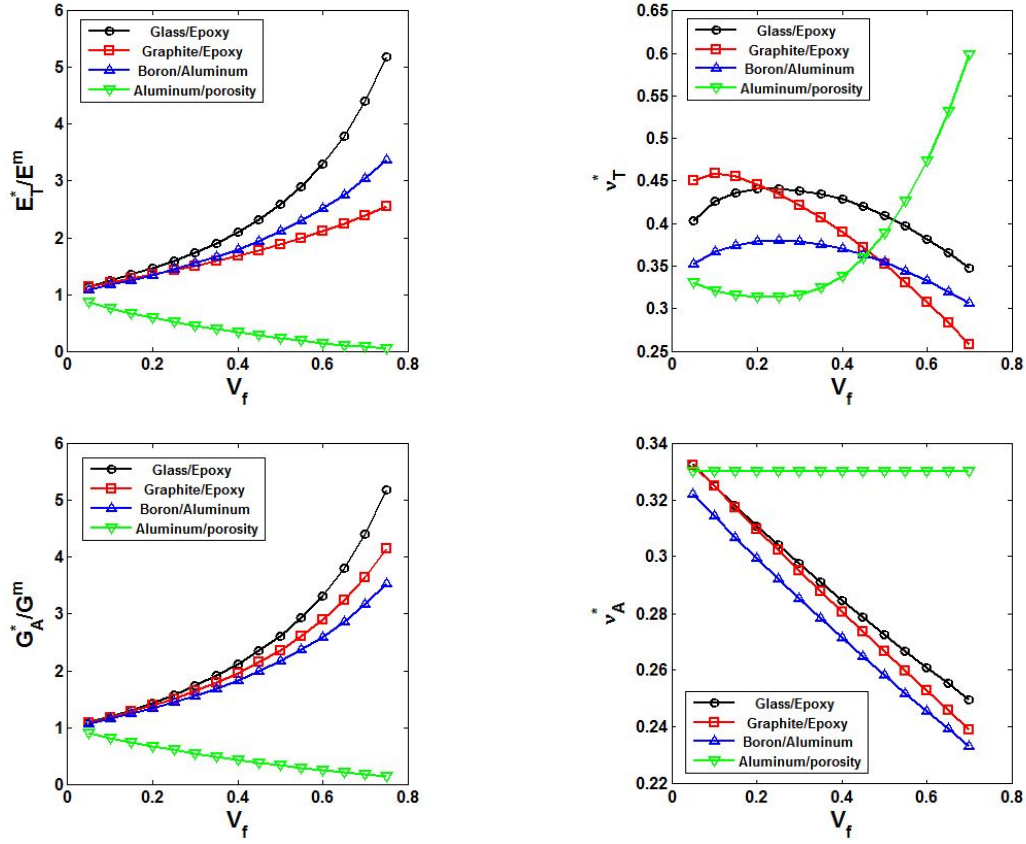 6
5
4
3
2
1
0
E*T/Em
Glass/Epoxy
Graphite/Epoxy
Boron/Aluminum
Aluminum/porosity
0 0.2 0.4 0.6 0.8
Vf
0.65
0.6
0.55
0.5
0.45
0.4
0.35
0.3
0.25
ν*T
Glass/Epoxy
Graphite/Epoxy
Boron/Aluminum
Aluminum/porosity
0 0.2 0.4 0.6 0.8
Vf
6
5
4
3
2
1
0
G*A/Gm
Glass/Epoxy
Graphite/Epoxy
Boron/Aluminum
Aluminum/porosity
0 0.2 0.4 0.6 0.8
Vf
0.34
0.32
0.3
0.28
0.26
0.24
0.22
ν*A
Glass/Epoxy
Graphite/Epoxy
Boron/Aluminum
Aluminum/porosity
0 0.2 0.4 0.6 0.8
Vf